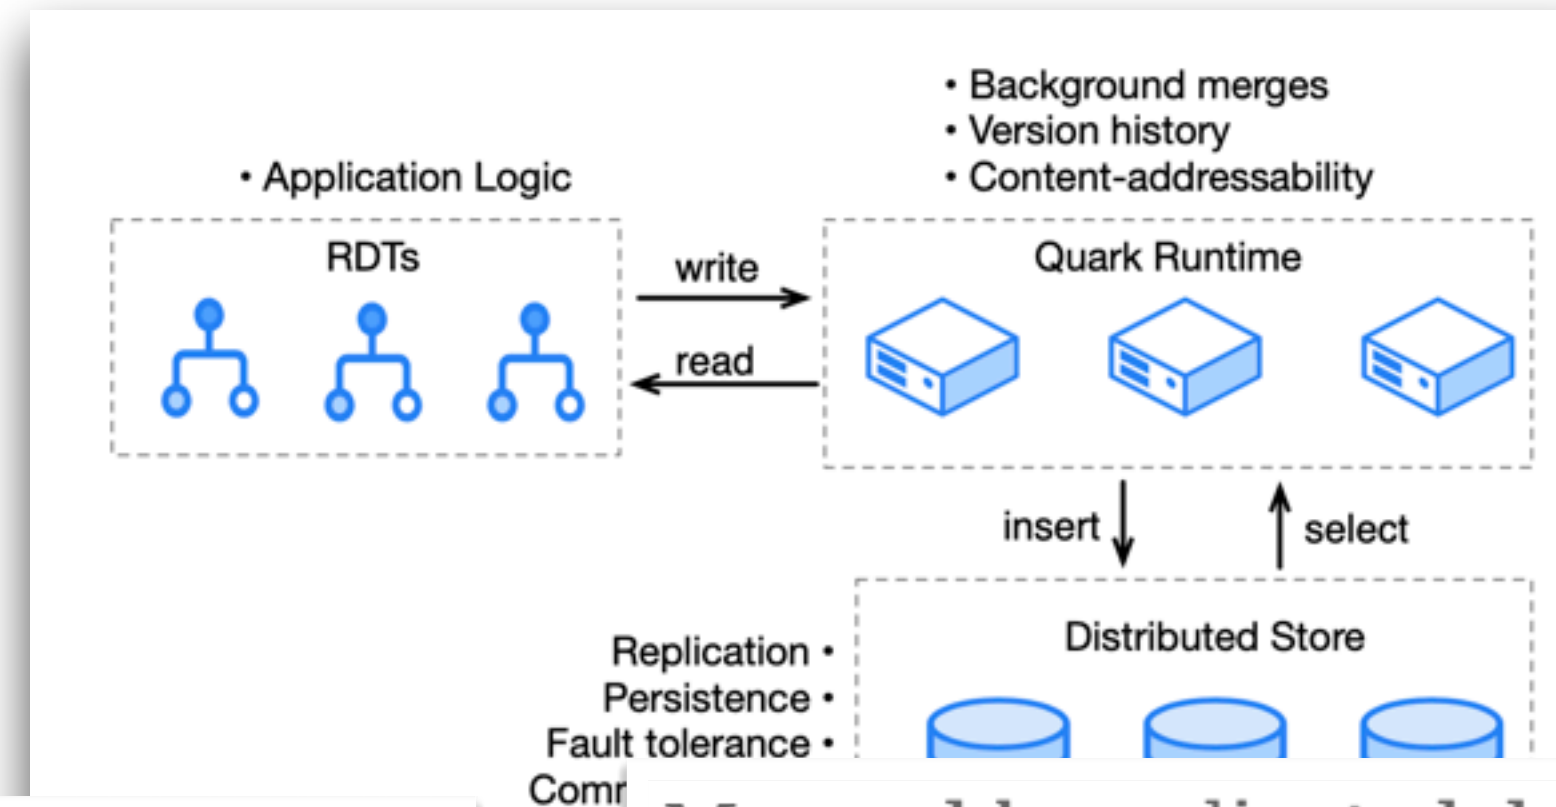 • Background merges
• Version history
• Content-addressability
• Application Logic
RDTs
Quark Runtime
write
read
insert
select
Distributed Store
Replication •
Persistence •
Fault tolerance •